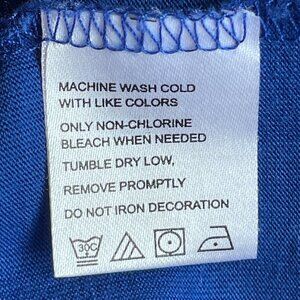 MACHINE WASH COLD
WITH LIKE COLORS
ONLY NON-CHLORINE
BLEACH WHEN NEEDED
TUMBLE DRY LOW,
REMOVE PROMPTLY
DO NOT IRON DECORATION
30C